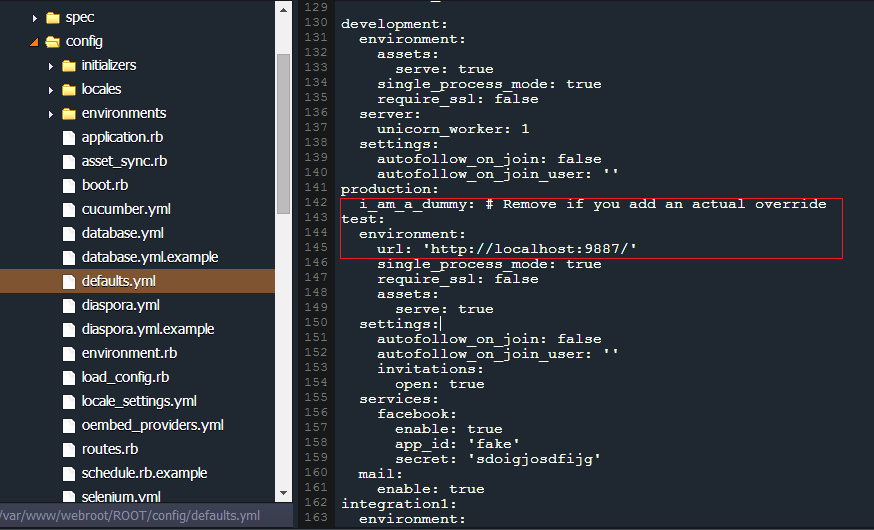 spec
config
initializers
locales
environments
application.rb
asset_sync.rb
boot.rb
cucumber.yml
database.yml
database.yml.example
defaults.yml
diaspora.yml
diaspora.yml.example
environment.rb
load_config.rb
locale_settings.yml
oembed_providers.yml
routes.rb
schedule.rb.example
selenium.yml
/var/www/webroot/ROOT/config/defaults.yml
129
130 development:
131   environment:
132     assets:
133       serve: true
134     single_process_mode: true
135     require_ssl: false
136   server:
137     unicorn_worker: 1
138   settings:
139     autofollow_on_join: false
140     autofollow_on_join_user: ''
141 production:
142   i_am_a_dummy: # Remove if you add an actual override
143 test:
144   environment:
145     url: 'http://localhost:9887/'
146     single_process_mode: true
147     require_ssl: false
148     assets:
149       serve: true
150   settings:
151     autofollow_on_join: false
152     autofollow_on_join_user: ''
153     invitations:
154       open: true
155   services:
156     facebook:
157       enable: true
158       app_id: 'fake'
159       secret: 'sdoigjosdfijg'
160   mail:
161     enable: true
162 integration1:
163   environment: